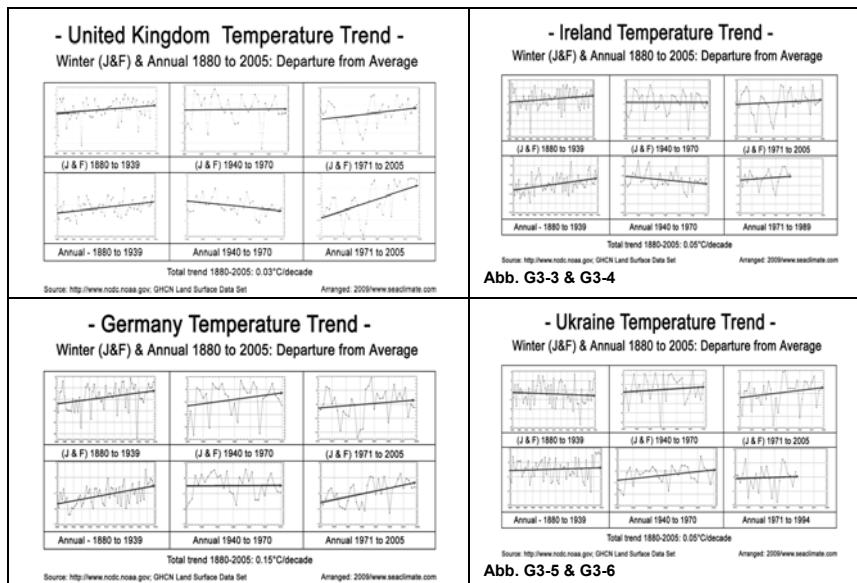 - United Kingdom Temperature Trend -
Winter (J&F) & Annual 1880 to 2005: Departure from Average
(J & F) 1880 to 1939
(J & F) 1940 to 1970
(J & F) 1971 to 2005
Annual - 1880 to 1939
Annual 1940 to 1970
Annual 1971 to 2005
Total trend 1880-2005: 0.03°C/decade
Source: http://www.ncdc.noaa.gov; GHCN Land Surface Data Set
Arranged: 2009/www.seaclimate.com
- Ireland Temperature Trend -
Winter (J&F) & Annual 1880 to 2005: Departure from Average
(J & F) 1880 to 1939
(J & F) 1940 to 1970
(J & F) 1971 to 2005
Annual - 1880 to 1939
Annual 1940 to 1970
Annual 1971 to 1989
Total trend 1880-2005: 0.05°C/decade
Source: http://www.ncdc.noaa.gov; GHCN Land Surface Data Set
Arranged: 2009/www.seaclimate.com
Abb. G3-3 & G3-4
- Germany Temperature Trend -
Winter (J&F) & Annual 1880 to 2005: Departure from Average
(J & F) 1880 to 1939
(J & F) 1940 to 1970
(J & F) 1971 to 2005
Annual - 1880 to 1939
Annual 1940 to 1970
Annual 1971 to 2005
Total trend 1880-2005: 0.15°C/decade
Source: http://www.ncdc.noaa.gov; GHCN Land Surface Data Set
Arranged: 2009/www.seaclimate.com
- Ukraine Temperature Trend -
Winter (J&F) & Annual 1880 to 2005: Departure from Average
(J & F) 1880 to 1939
(J & F) 1940 to 1970
(J & F) 1971 to 2005
Annual - 1880 to 1939
Annual 1940 to 1970
Annual 1971 to 1994
Total trend 1880-2005: 0.05°C/decade
Source: http://www.ncdc.noaa.gov; GHCN Land Surface Data Set
Arranged: 2009/www.seaclimate.com
Abb. G3-5 & G3-6